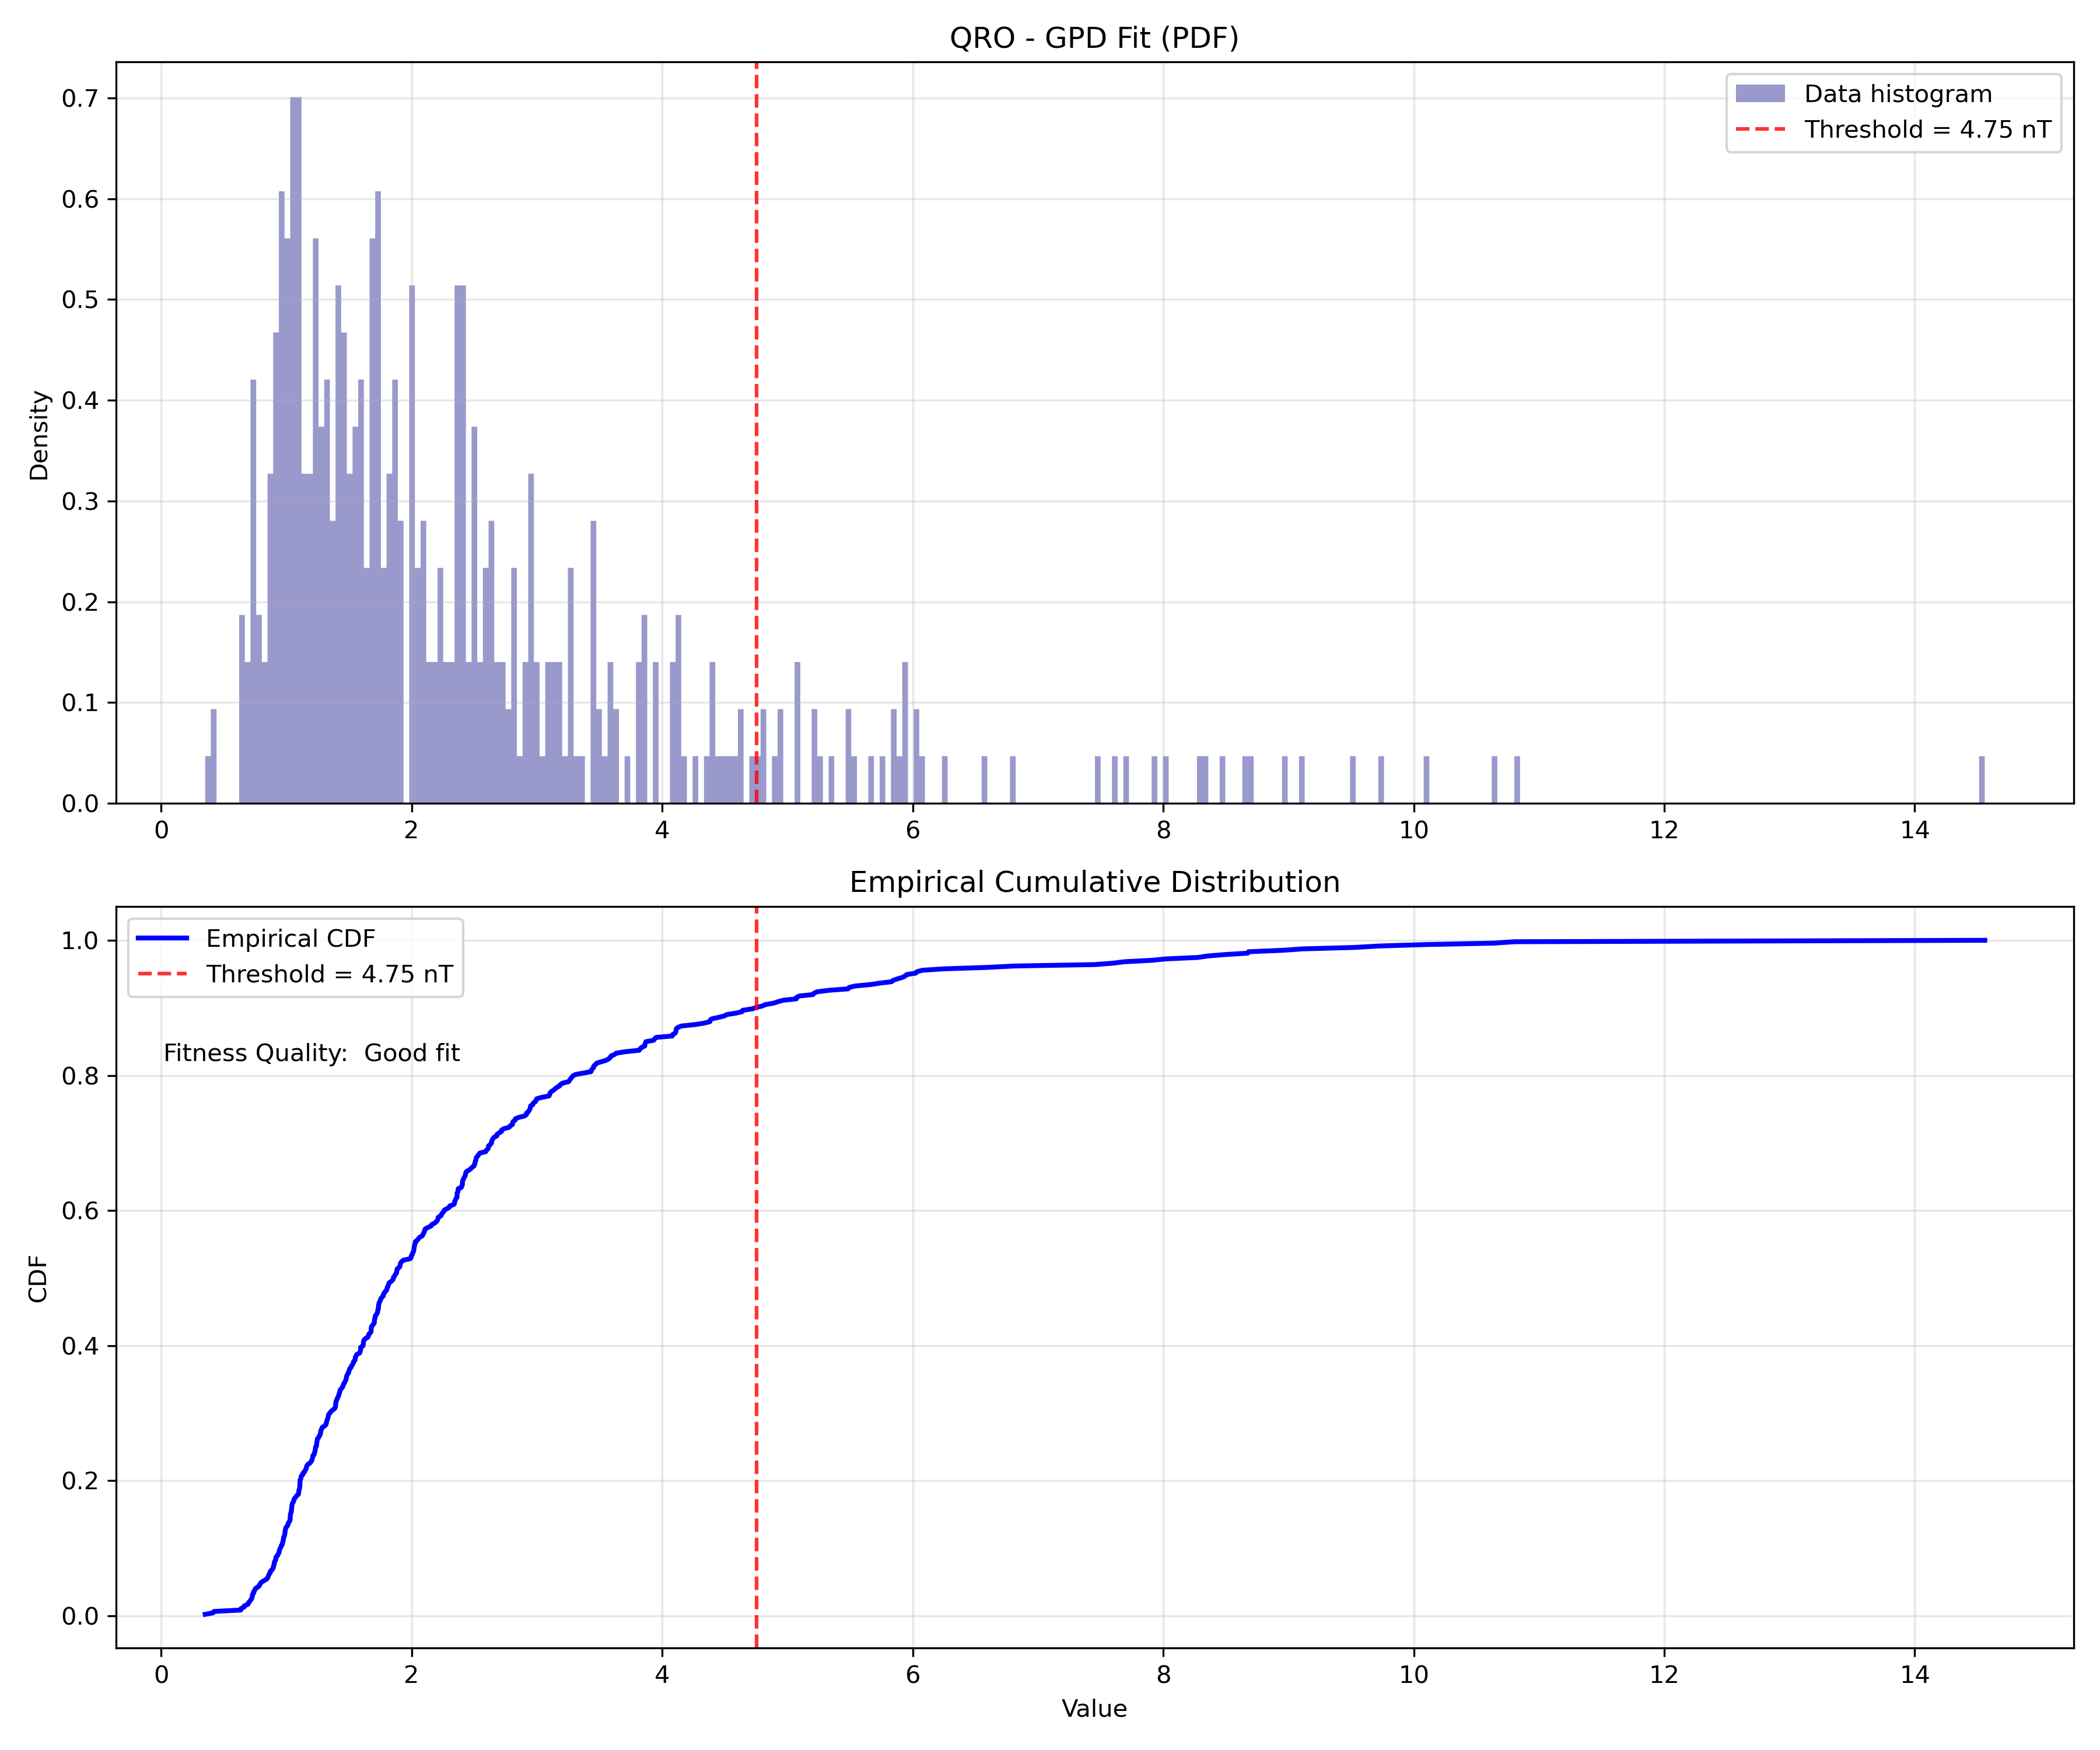 QRO - GPD Fit (PDF)
Data histogram
Threshold = 4.75 nT
Density
0.7
0.6
0.5
0.4
0.3
0.2
0.1
0.0
0 2 4 6 8 10 12 14
Empirical Cumulative Distribution
Empirical CDF
Threshold = 4.75 nT
Fitness Quality:  Good fit
CDF
1.0
0.8
0.6
0.4
0.2
0.0
0 2 4 6 8 10 12 14
Value